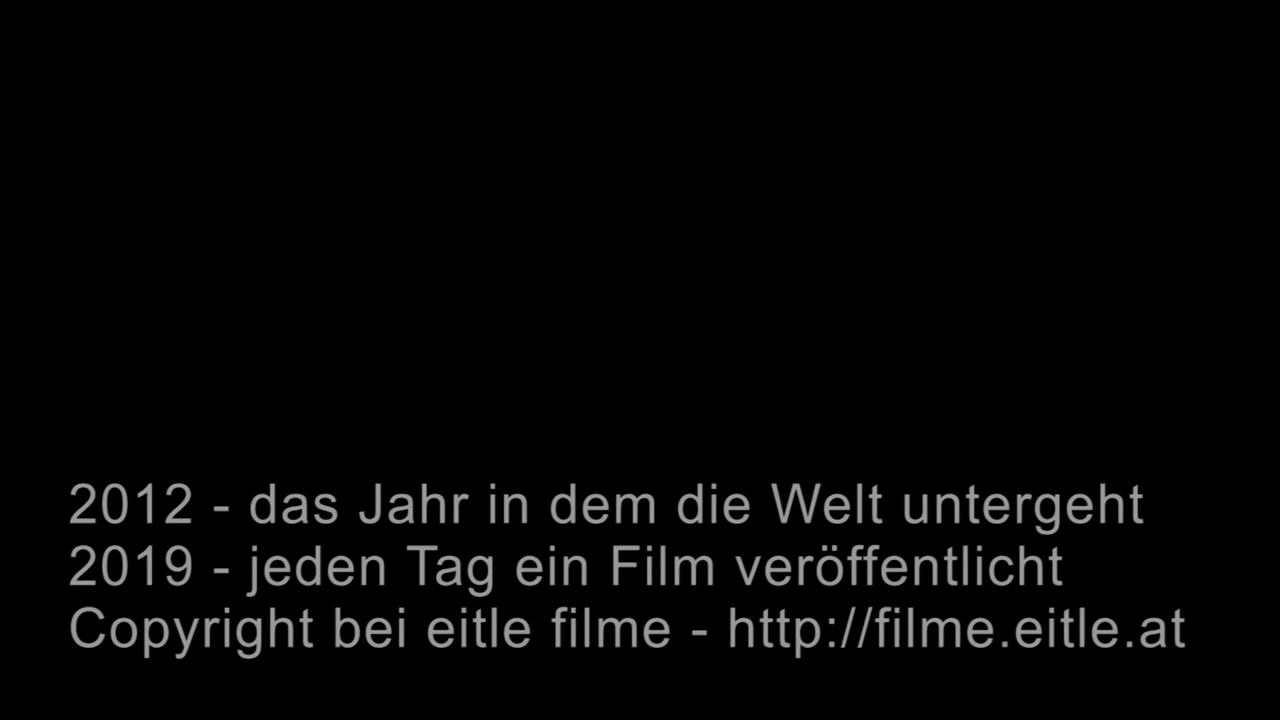 2012 - das Jahr in dem die Welt untergeht
2019 - jeden Tag ein Film veröffentlicht
Copyright bei eitle filme - http://filme.eitle.at